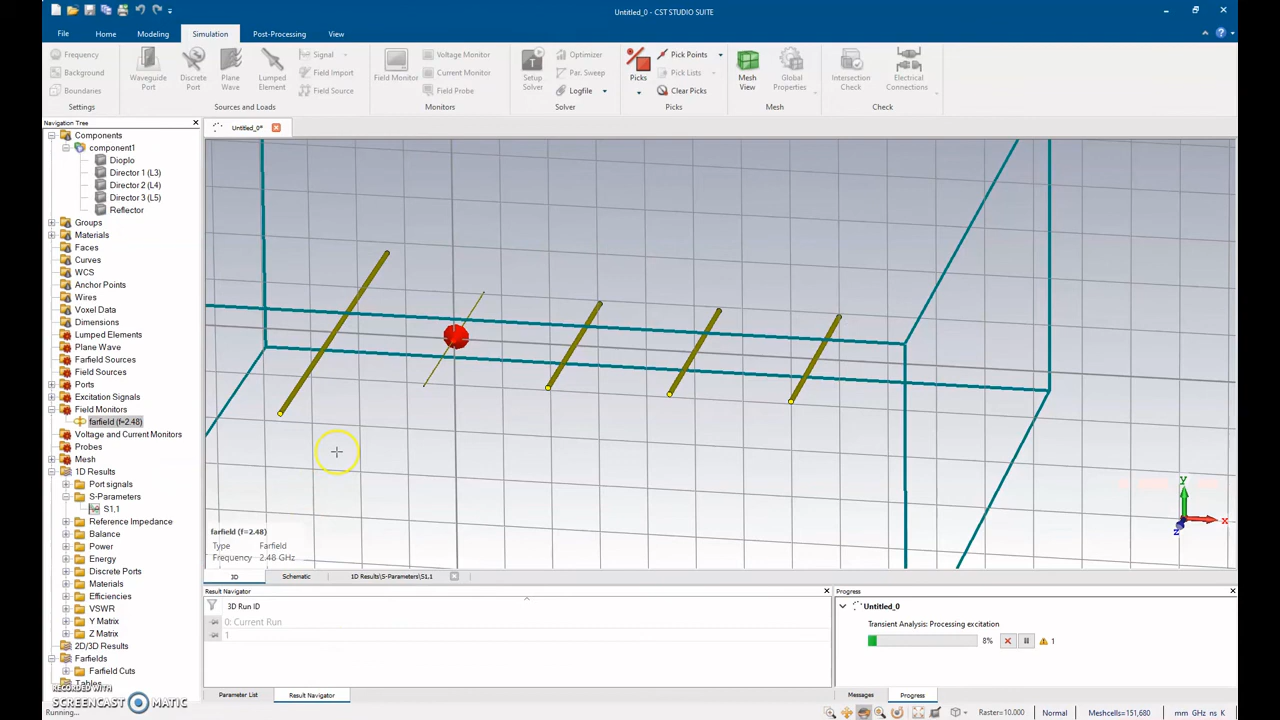 Untitled_0 - CST STUDIO SUITE
File Home Modeling Simulation Post-Processing View
Frequency
Background
Boundaries
Settings
Waveguide Port
Discrete Port
Plane Wave
Lumped Element
Signal
Field Import
Field Source
Sources and Loads
Field Monitor
Voltage Monitor
Current Monitor
Field Probe
Monitors
Setup Solver
Optimizer
Par. Sweep
Logfile
Solver
Picks
Pick Points
Pick Lists
Clear Picks
Picks
Mesh View
Global Properties
Mesh
Intersection Check
Electrical Connections
Check
Navigation Tree
Untitled_0*
Components
component1
Dioplo
Director 1 (L3)
Director 2 (L4)
Director 3 (L5)
Reflector
Groups
Materials
Faces
Curves
WCS
Anchor Points
Wires
Voxel Data
Dimensions
Lumped Elements
Plane Wave
Farfield Sources
Field Sources
Ports
Excitation Signals
Field Monitors
farfield (f=2.48)
Voltage and Current Monitors
Probes
Mesh
1D Results
Port signals
S-Parameters
S1,1
Reference Impedance
Balance
Power
Energy
Discrete Ports
Materials
Efficiencies
VSWR
Y Matrix
Z Matrix
2D/3D Results
Farfields
Farfield Cuts
Tables
RECORDED WITH
SCREENCAST MATIC
Running...
farfield (f=2.48)
Type Farfield
Frequency 2.48 GHz
y
x
z
3D Schematic 1D Results\S-Parameters\S1,1
Result Navigator
3D Run ID
0: Current Run
1
Parameter List Result Navigator
Progress
Untitled_0
Transient Analysis: Processing excitation
8% 1
Messages Progress
Raster=10.000 Normal Meshcells=151,680 mm GHz ns K